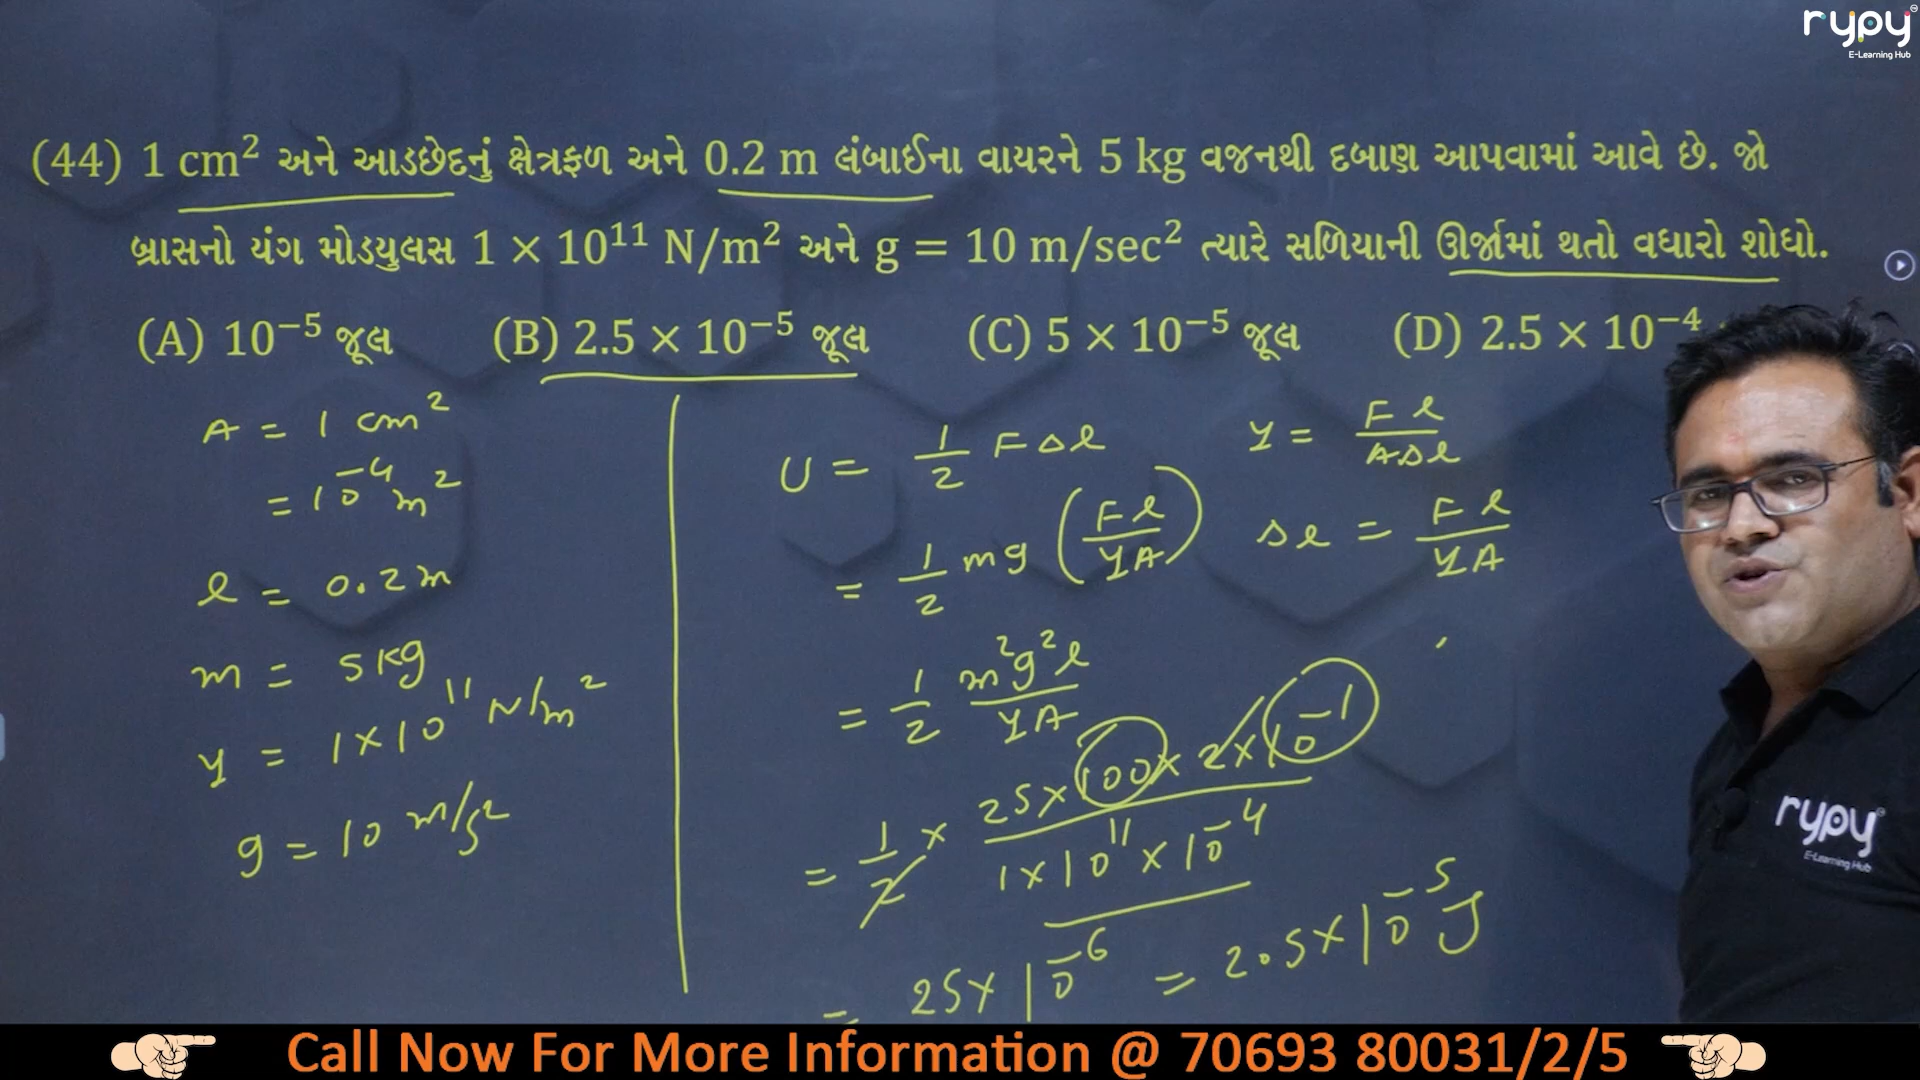 rypy
E-Learning Hub
(44) 1 cm² અને આડછેદનું ક્ષેત્રફળ અને 0.2 m લંબાઈના વાયરને 5 kg વજનથી દબાણ આપવામાં આવે છે. જો
બ્રાસનો યંગ મોડયુલસ 1 × 10¹¹ N/m² અને g = 10 m/sec² ત્યારે સળિયાની ઊર્જામાં થતો વધારો શોધો.
(A) 10⁻⁵ જૂલ (B) 2.5 × 10⁻⁵ જૂલ (C) 5 × 10⁻⁵ જૂલ (D) 2.5 × 10⁻⁴
A = 1 cm²
= 10⁻⁴ m²
l = 0.2 m
m = 5 kg
y = 1×10¹¹ N/m²
g = 10 m/s²
U = 1/2 F Δl
= 1/2 mg (Fl/YA)
= 1/2 m²g²l/YA
= 1/2 × 25×100×2×10⁻¹/1×10¹¹×10⁻⁴
= 25×10⁻⁶ = 2.5×10⁻⁵ J
Y = Fl/AΔl
Δl = Fl/YA
rypy
E-Learning Hub
Call Now For More Information @ 70693 80031/2/5